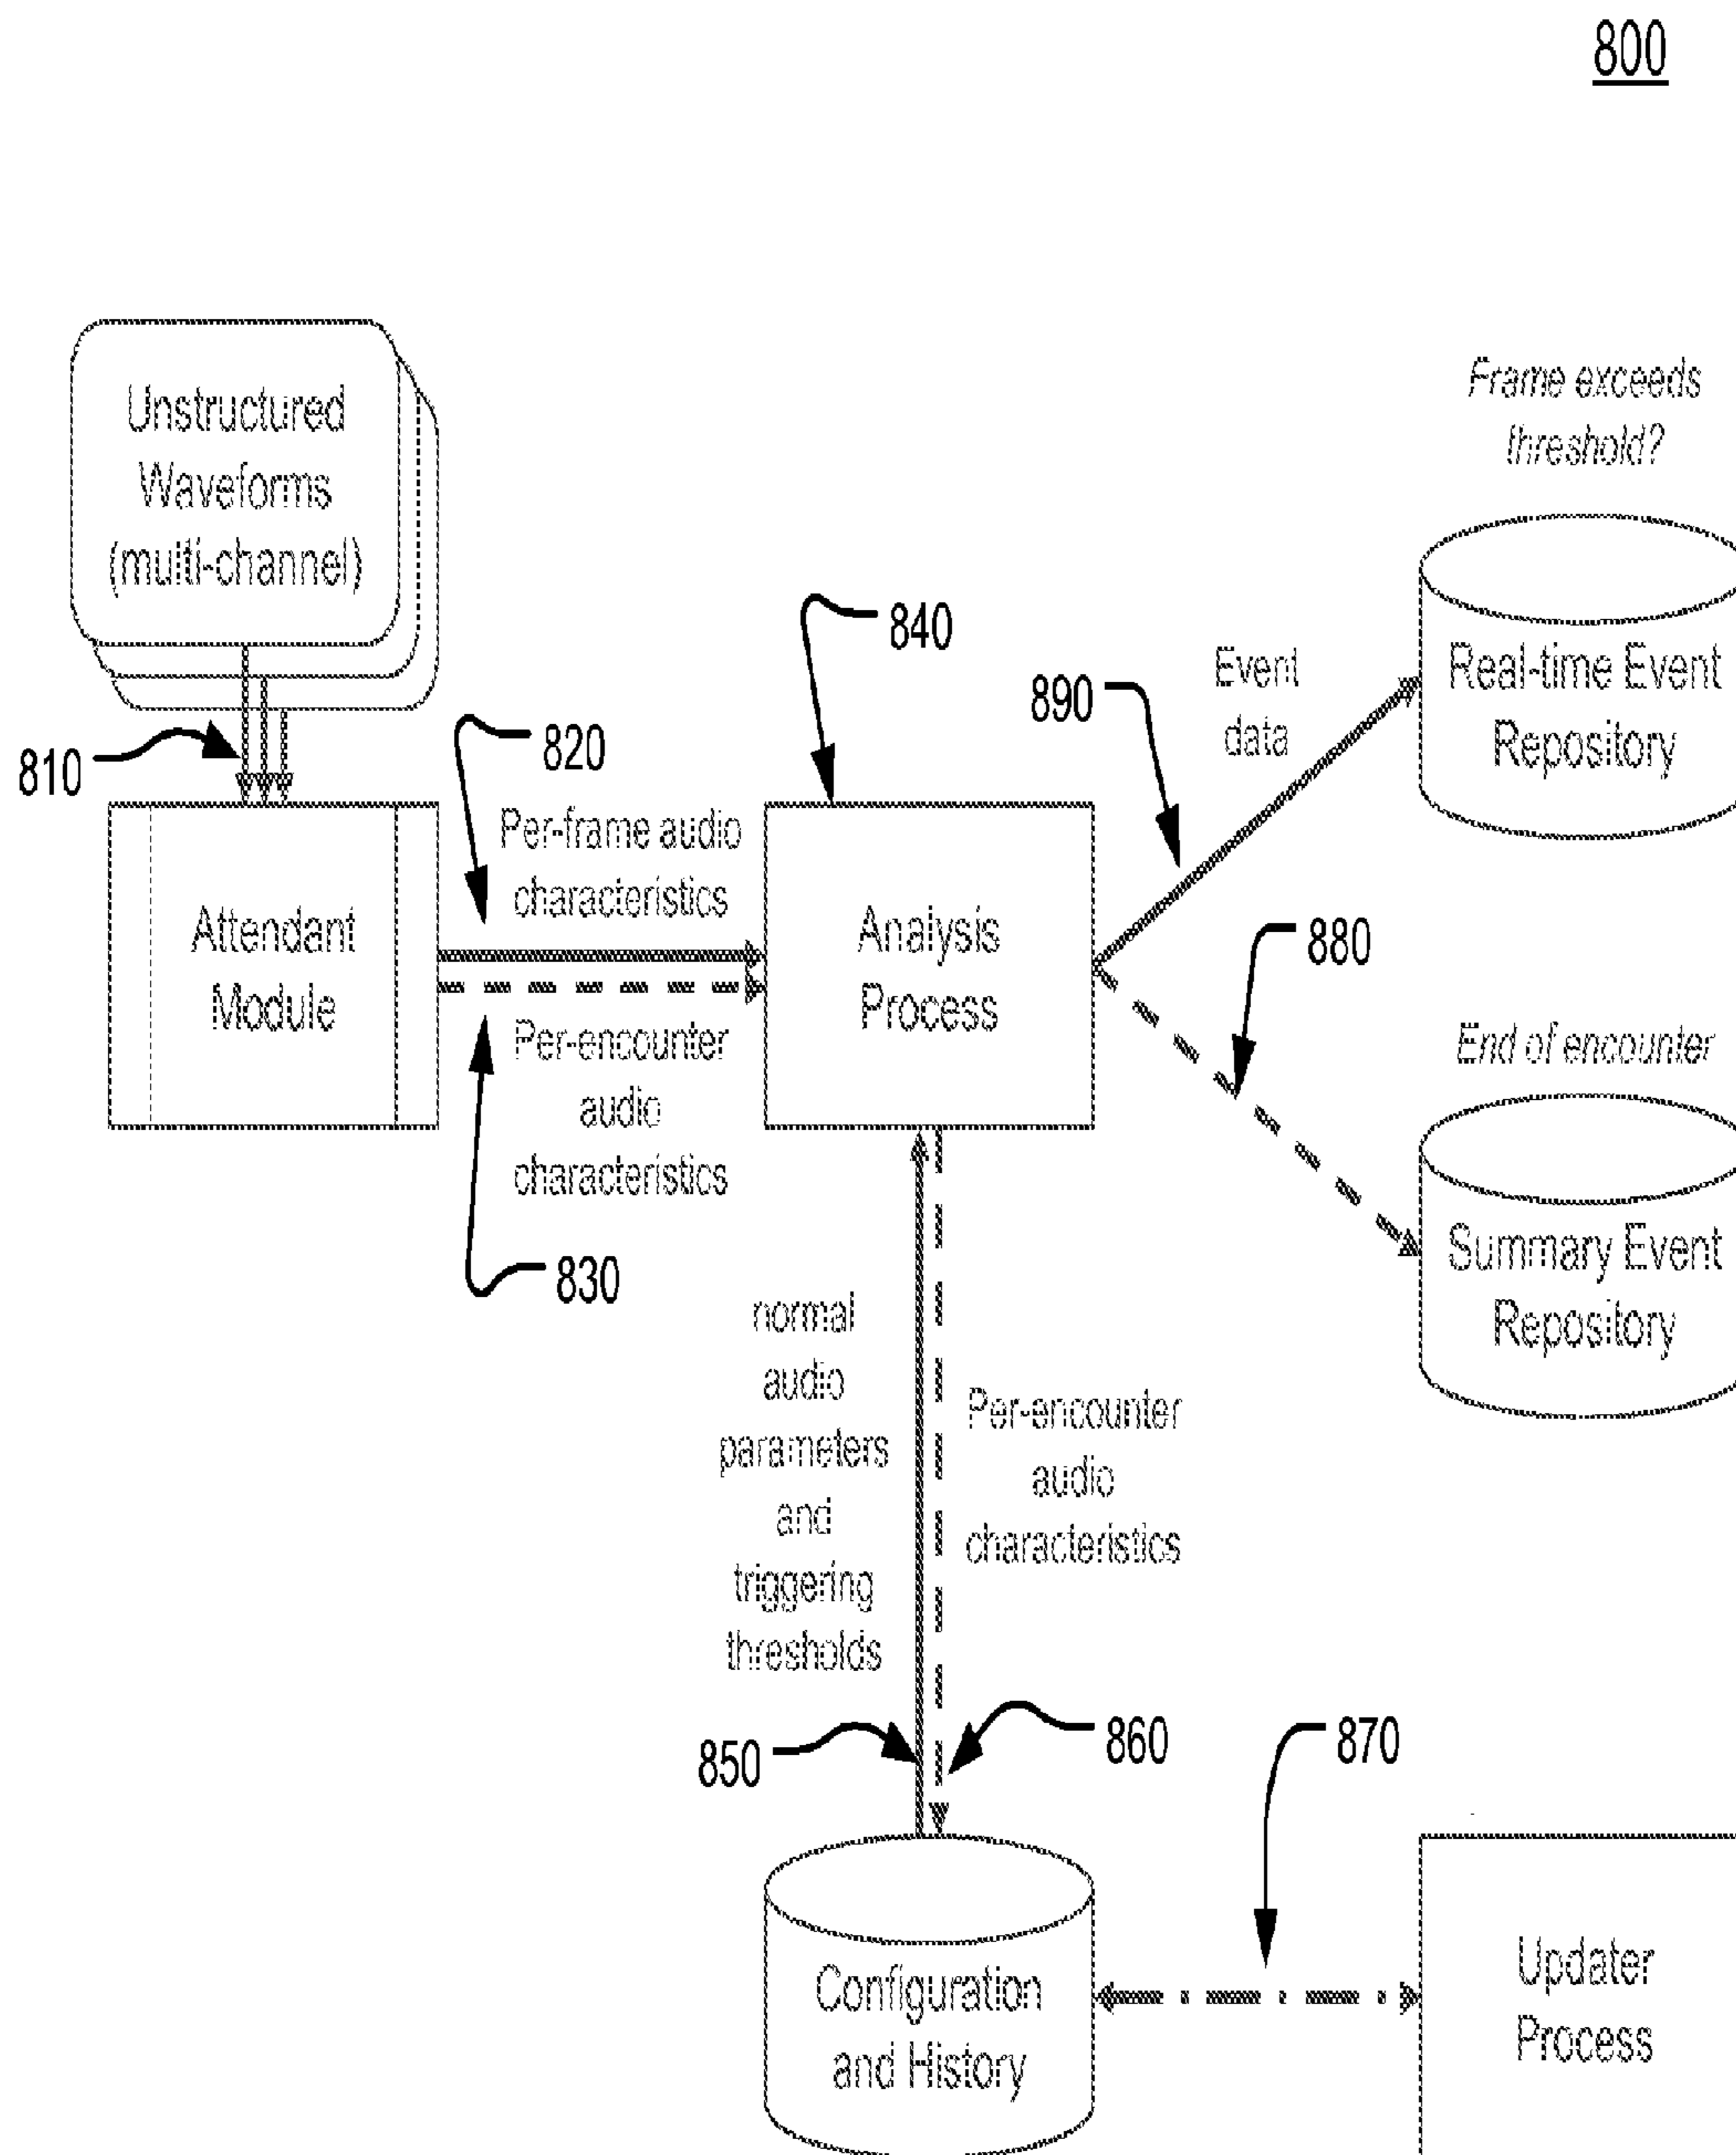 800
Unstructured
Waveforms
(multi-channel)
Frame exceeds
threshold?
810
820
840
890
Event
data
Real-time Event
Repository
Per-frame audio
characteristics
Attendant
Module
Analysis
Process
880
Per-encounter
audio
characteristics
830
End of encounter
Summary Event
Repository
normal
audio
parameters
and
triggering
thresholds
Per-encounter
audio
characteristics
850
860
870
Configuration
and History
Updater
Process